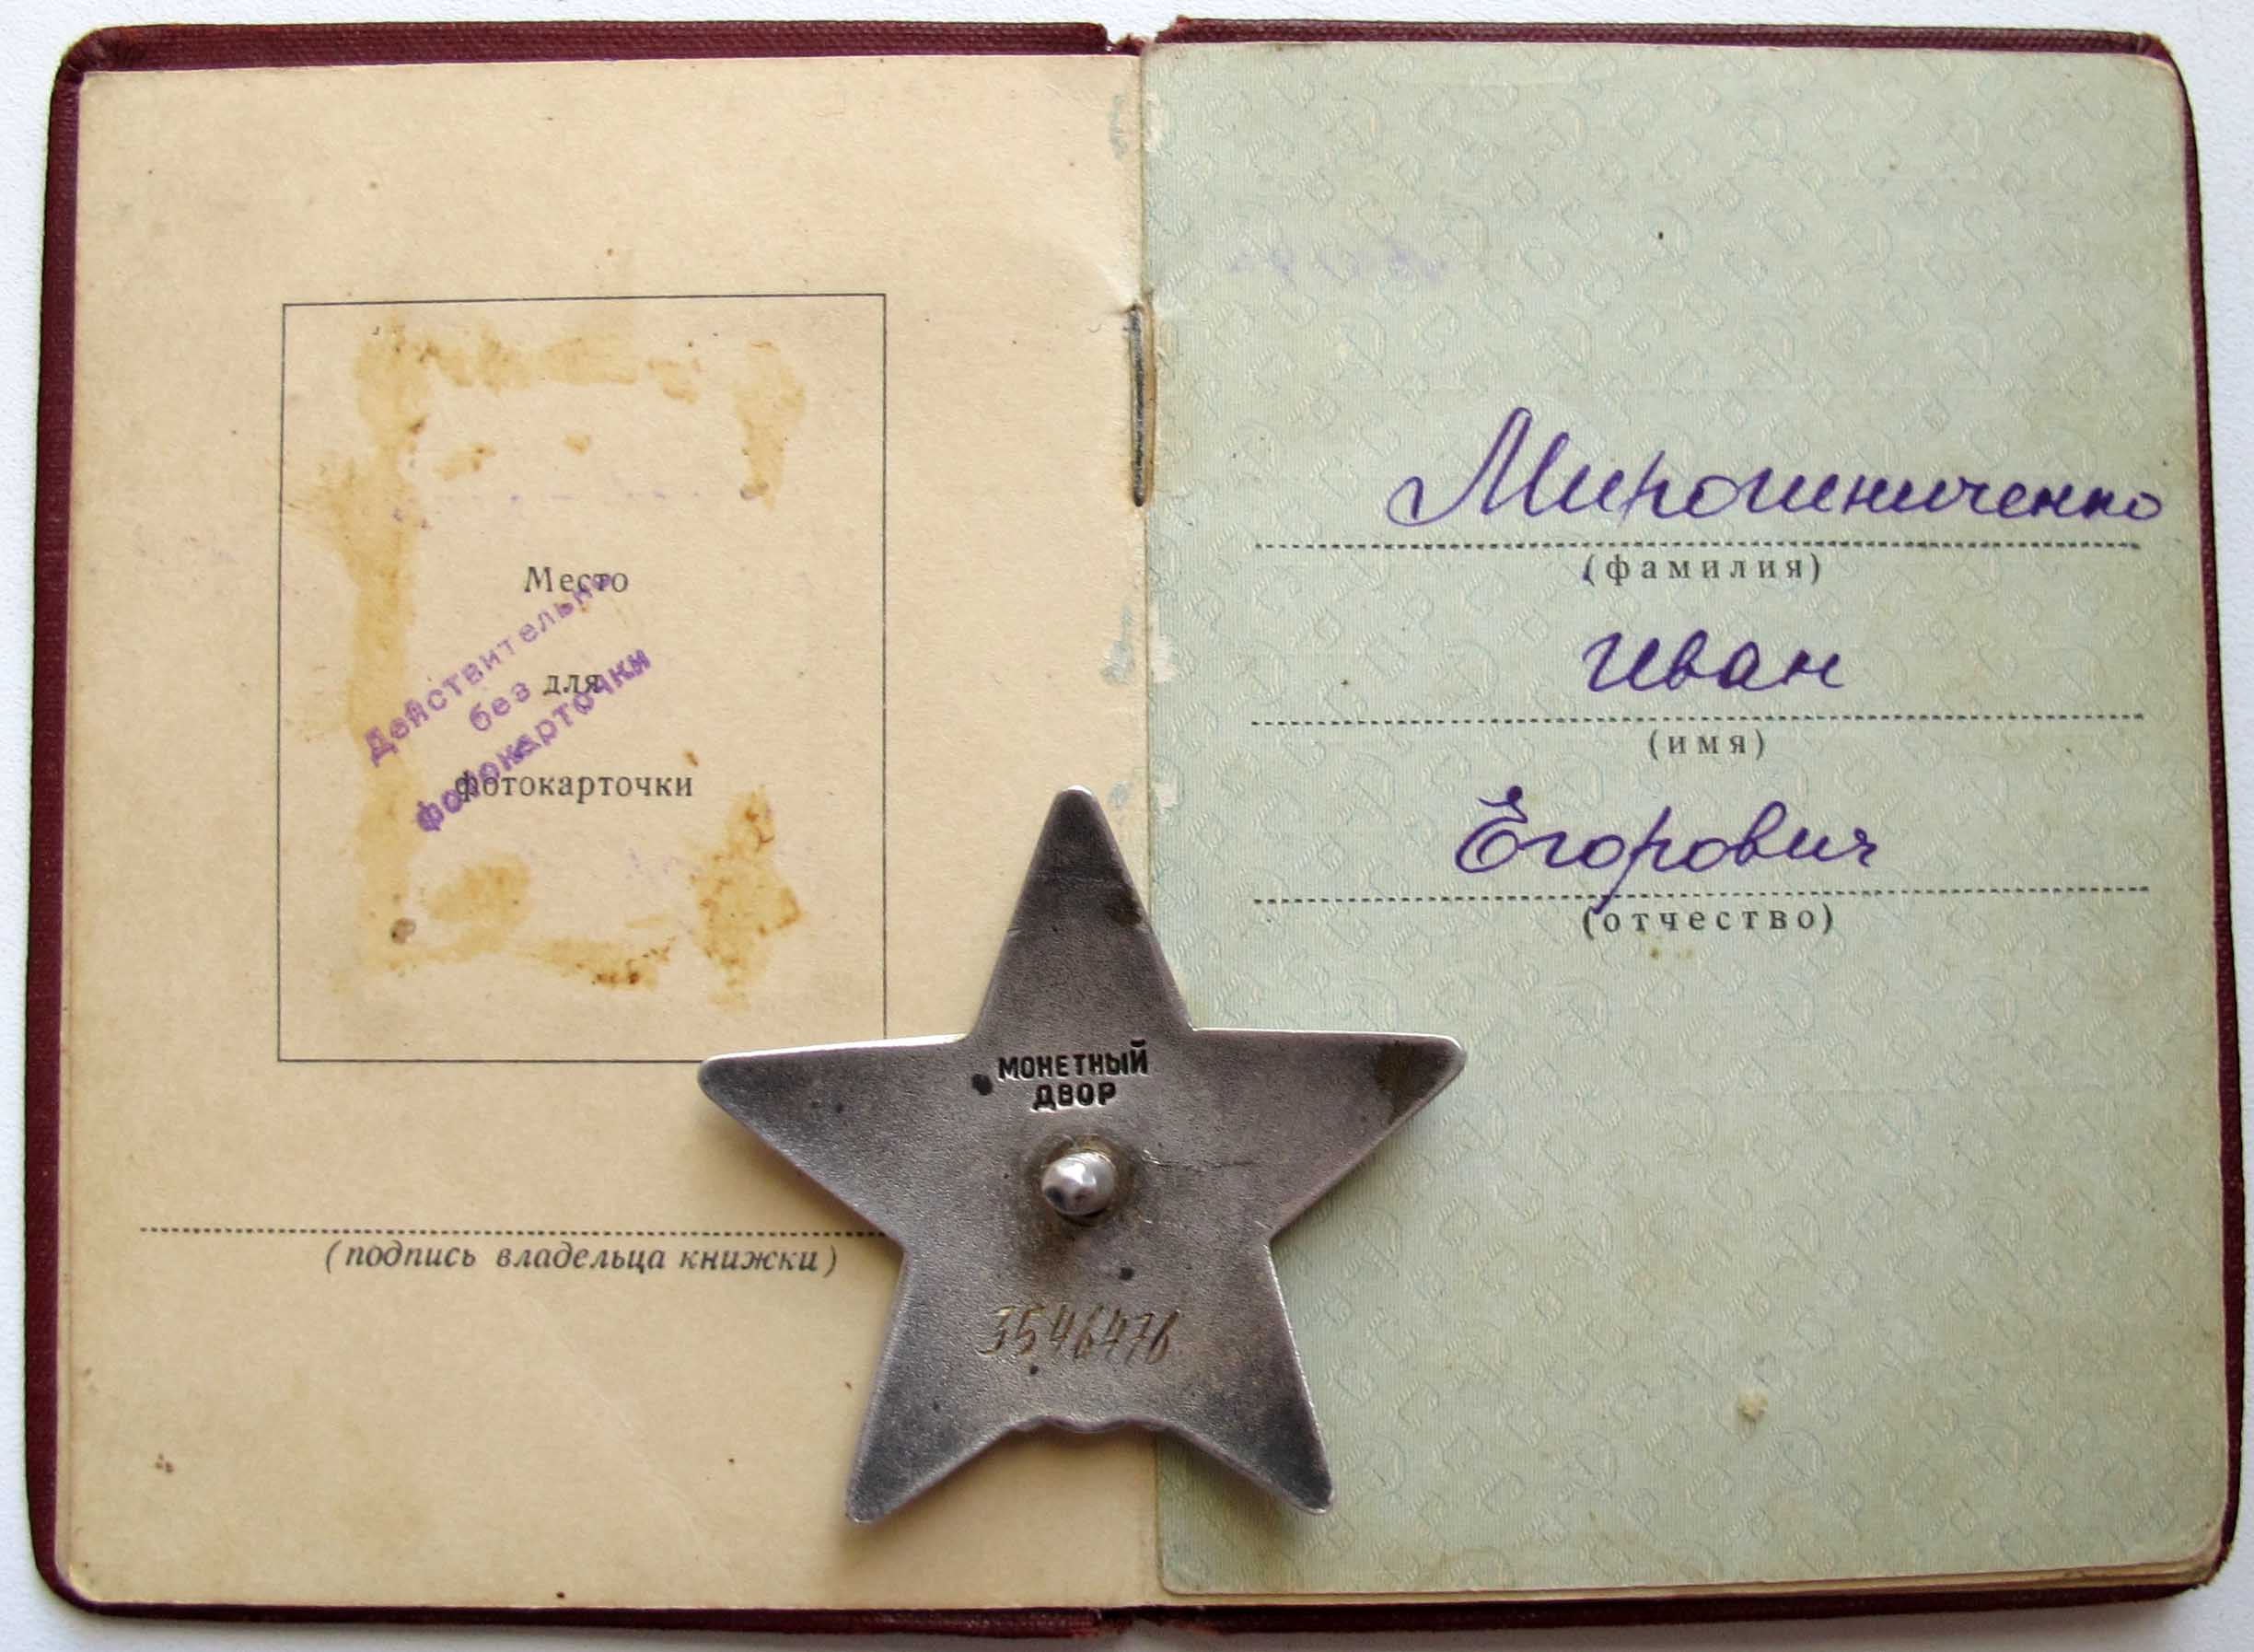 Место
для
фотокарточки
Действительно
без
фотокарточки
(подпись владельца книжки)
Мирошниченко
(фамилия)
Иван
(имя)
Егорович
(отчество)
МОНЕТНЫЙ
ДВОР
3546476